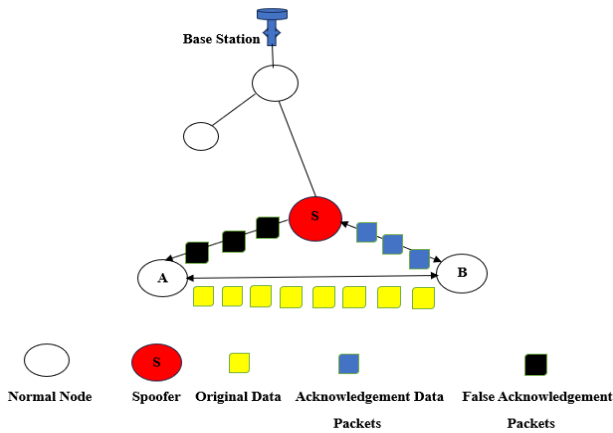 Base Station
S
A
B
S
Normal Node Spoofer Original Data Acknowledgement Data False Acknowledgement
Packets Packets